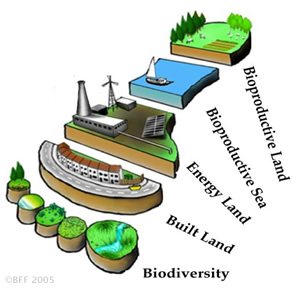 Bioproductive Land
Bioproductive Sea
Energy Land
Built Land
Biodiversity
©BFF 2005